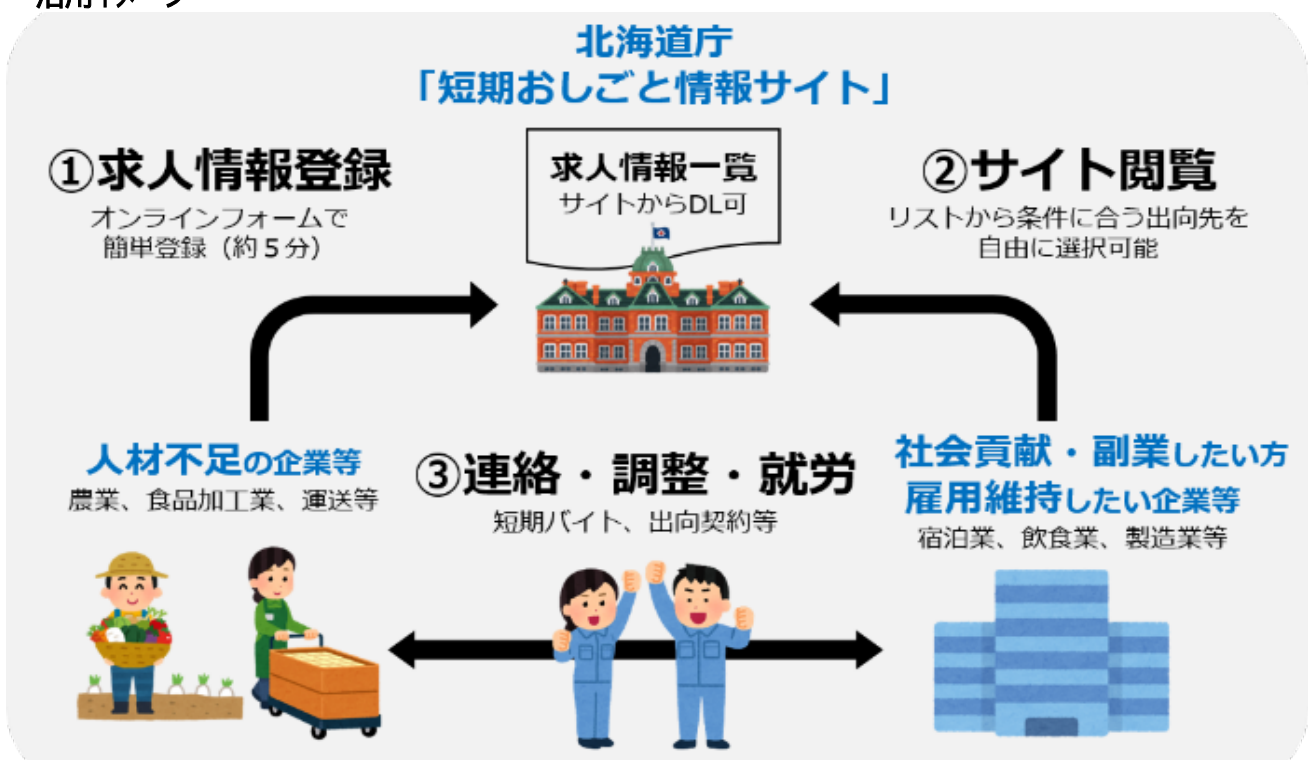 北海道庁
「短期おしごと情報サイト」
①求人情報登録
オンラインフォームで
簡単登録（約５分）
求人情報一覧
サイトからDL可
②サイト閲覧
リストから条件に合う出向先を
自由に選択可能
人材不足の企業等
農業、食品加工業、運送等
③連絡・調整・就労
短期バイト、出向契約等
社会貢献・副業したい方
雇用維持したい企業等
宿泊業、飲食業、製造業等